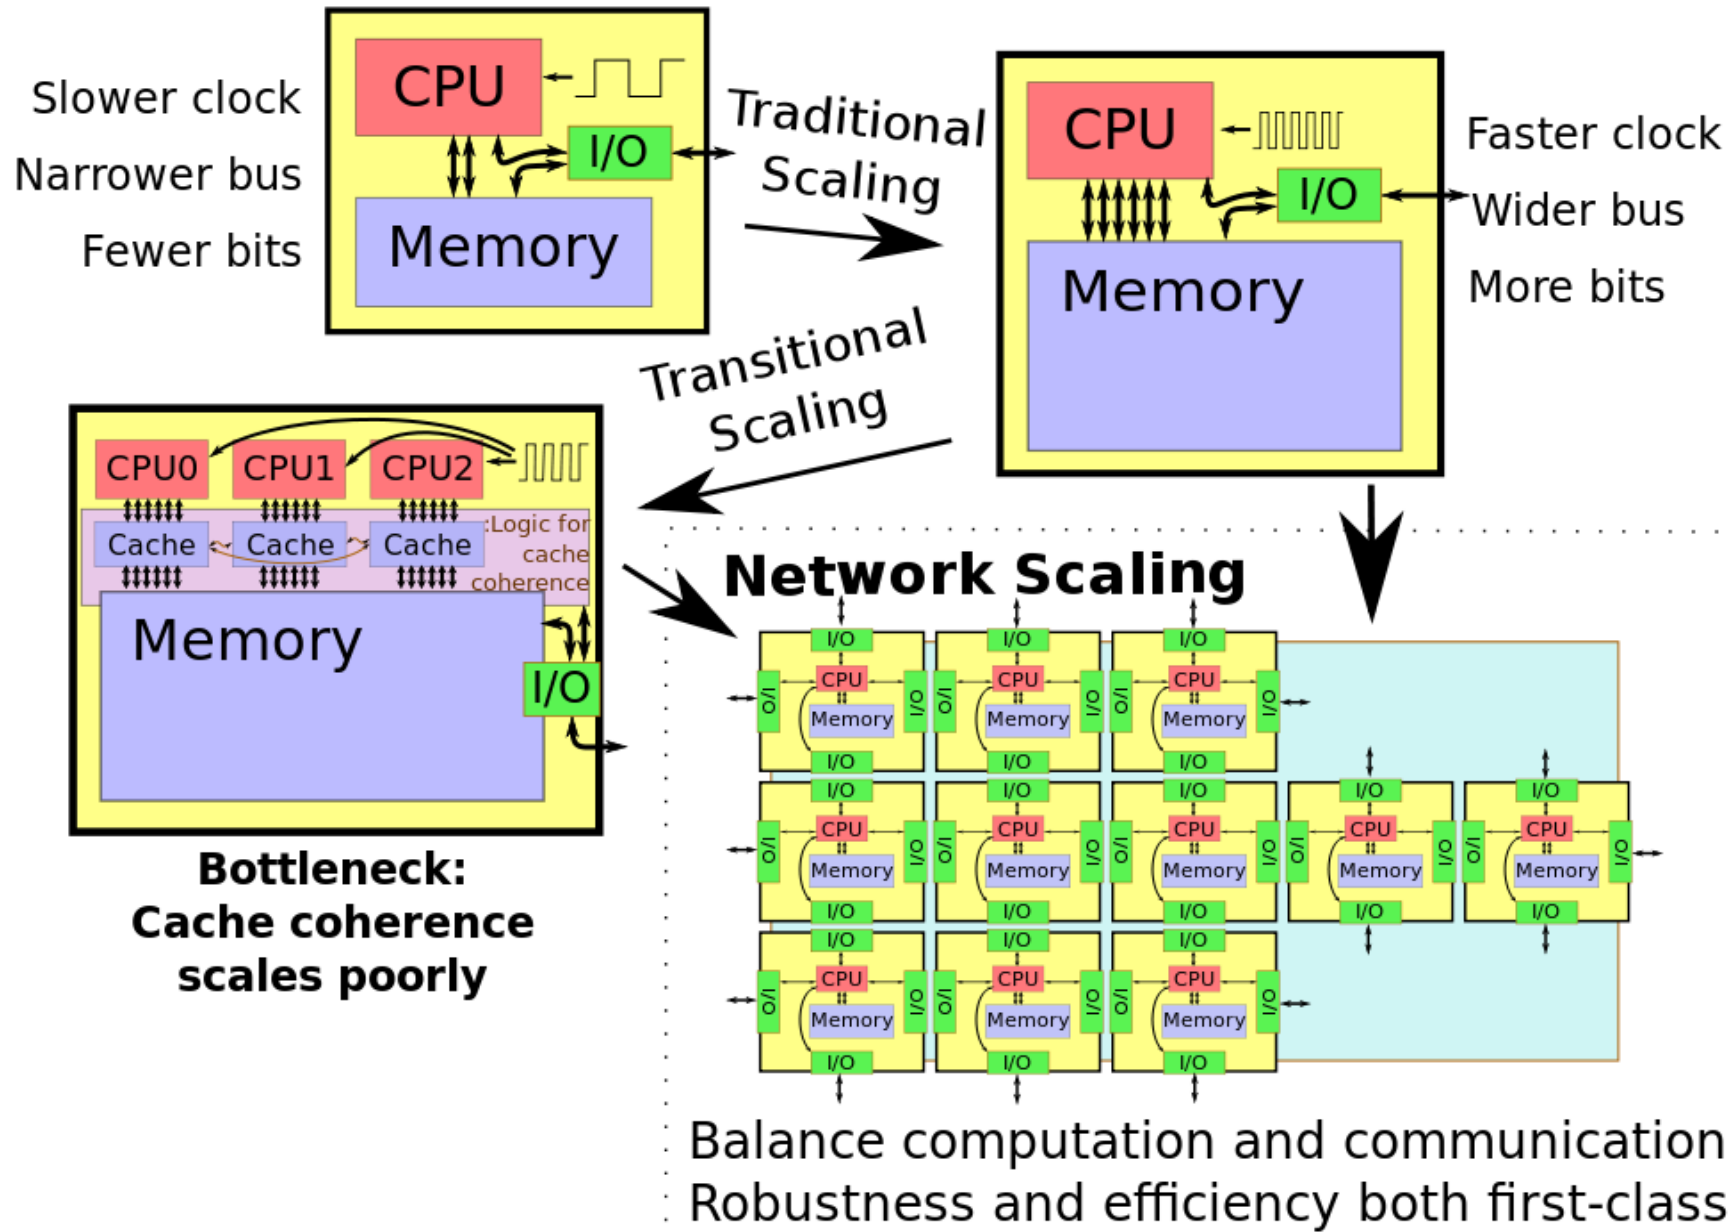 CPU
I/O
Memory
Slower clock
Narrower bus
Fewer bits
Traditional
Scaling
CPU
I/O
Memory
Faster clock
Wider bus
More bits
Transitional
Scaling
CPU0 CPU1 CPU2
Cache Cache Cache
:Logic for
cache
coherence
Memory
I/O
Bottleneck:
Cache coherence
scales poorly
Network Scaling
I/O I/O I/O
CPU CPU CPU
I/O I/O I/O I/O I/O I/O
Memory Memory Memory
I/O I/O I/O
I/O I/O I/O I/O I/O
CPU CPU CPU CPU CPU
I/O I/O I/O I/O I/O I/O I/O I/O I/O I/O
Memory Memory Memory Memory Memory
I/O I/O I/O I/O I/O
I/O I/O I/O
CPU CPU CPU
I/O I/O I/O I/O I/O I/O
Memory Memory Memory
I/O I/O I/O
Balance computation and communication
Robustness and efficiency both first-class